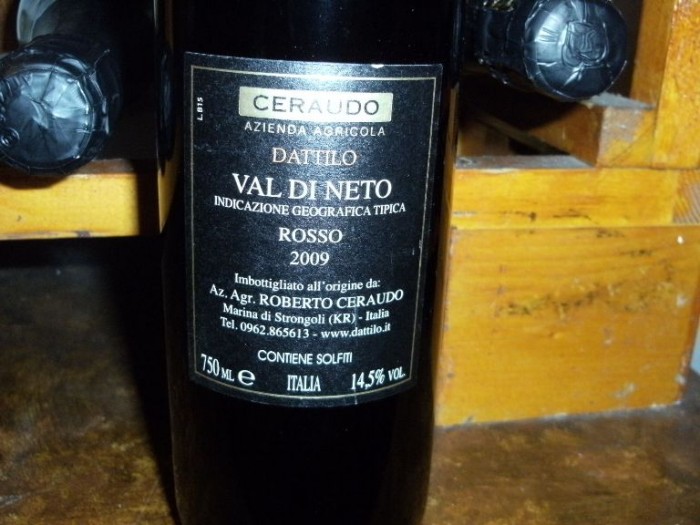 L.B15
CERAUDO
AZIENDA AGRICOLA
DATTILO
VAL DI NETO
INDICAZIONE GEOGRAFICA TIPICA
ROSSO
2009
Imbottigliato all'origine da:
Az. Agr. ROBERTO CERAUDO
Marina di Strongoli (KR) - Italia
Tel. 0962.865613 - www.dattilo.it
CONTIENE SOLFITI
750 ML e ITALIA 14,5% VOL.